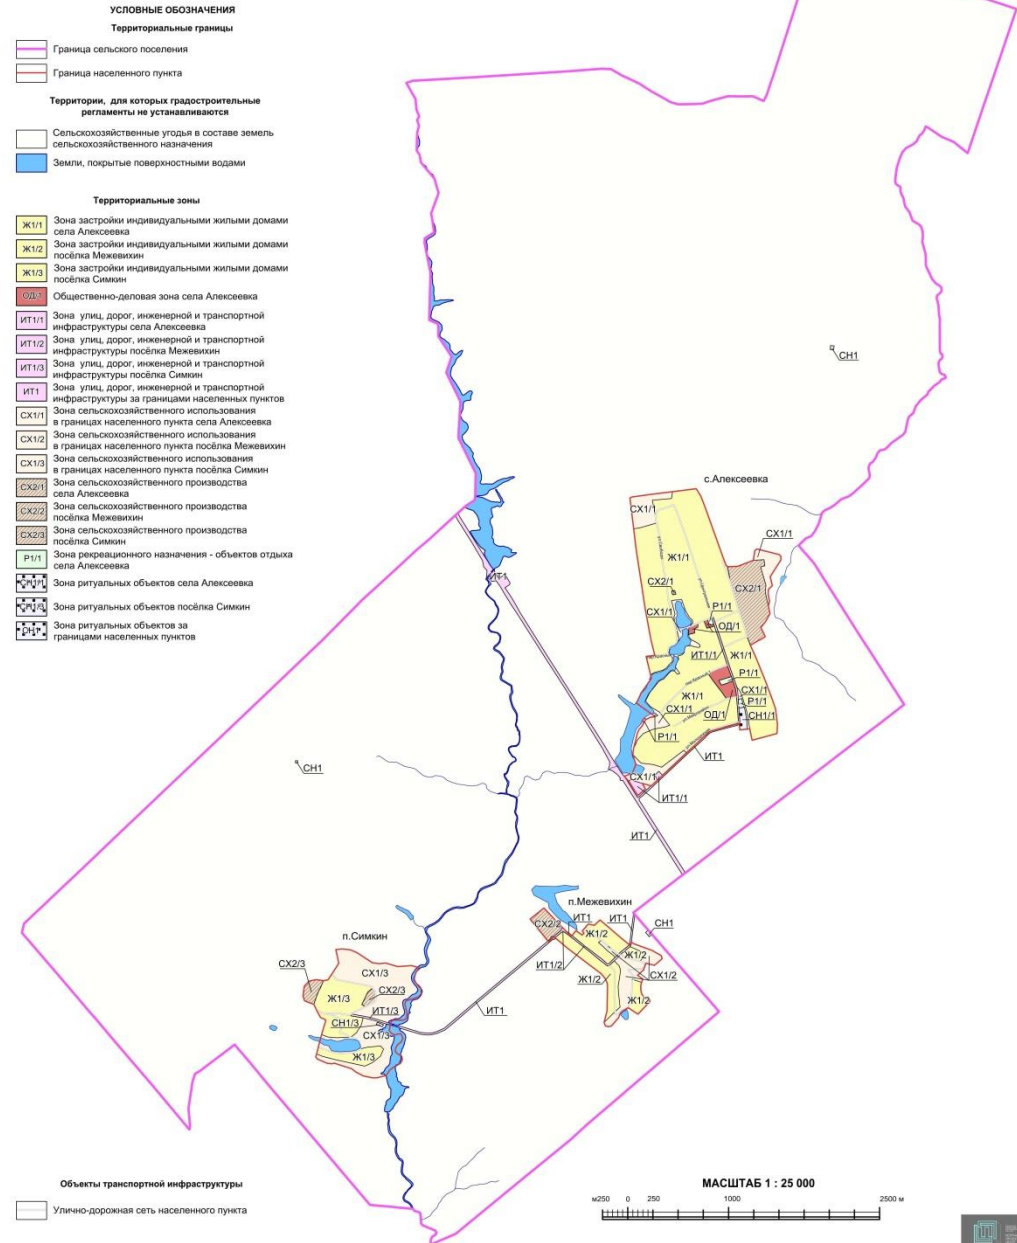 УСЛОВНЫЕ ОБОЗНАЧЕНИЯ
Территориальные границы
Граница сельского поселения
Граница населенного пункта
Территории, для которых градостроительные
регламенты не устанавливаются
Сельскохозяйственные угодья в составе земель
сельскохозяйственного назначения
Земли, покрытые поверхностными водами
Территориальные зоны
Ж1/1 Зона застройки индивидуальными жилыми домами
села Алексеевка
Ж1/2 Зона застройки индивидуальными жилыми домами
посёлка Межевихин
Ж1/3 Зона застройки индивидуальными жилыми домами
посёлка Симкин
ОД/1 Общественно-деловая зона села Алексеевка
ИТ1/1 Зона улиц, дорог, инженерной и транспортной
инфраструктуры села Алексеевка
ИТ1/2 Зона улиц, дорог, инженерной и транспортной
инфраструктуры посёлка Межевихин
ИТ1/3 Зона улиц, дорог, инженерной и транспортной
инфраструктуры посёлка Симкин
ИТ1 Зона улиц, дорог, инженерной и транспортной
инфраструктуры за границами населенных пунктов
СХ1/1 Зона сельскохозяйственного использования
в границах населенного пункта села Алексеевка
СХ1/2 Зона сельскохозяйственного использования
в границах населенного пункта посёлка Межевихин
СХ1/3 Зона сельскохозяйственного использования
в границах населенного пункта посёлка Симкин
СХ2/1 Зона сельскохозяйственного производства
села Алексеевка
СХ2/2 Зона сельскохозяйственного производства
посёлка Межевихин
СХ2/3 Зона сельскохозяйственного производства
посёлка Симкин
Р1/1 Зона рекреационного назначения - объектов отдыха
села Алексеевка
СН1/1 Зона ритуальных объектов села Алексеевка
СН1/3 Зона ритуальных объектов посёлка Симкин
СН1 Зона ритуальных объектов за
границами населенных пунктов
СН1
с.Алексеевка
СХ1/1
СХ1/1
Ж1/1
ИТ1
СХ2/1
СХ2/1
СХ1/1
Р1/1
ОД/1
ИТ1/1
Ж1/1
Р1/1
Ж1/1
СХ1/1
СХ1/1
Р1/1
ОД/1
СН1/1
Р1/1
ИТ1
СХ1/1
ИТ1/1
СН1
ИТ1
п.Межевихин
СХ2/2
ИТ1
ИТ1
СН1
Ж1/2
Ж1/2
ИТ1/2
СХ1/2
Ж1/2
Ж1/2
п.Симкин
СХ2/3
СХ1/3
СХ2/3
Ж1/3
ИТ1/3
ИТ1
СН1/3
СХ1/3
Ж1/3
Объекты транспортной инфраструктуры
Улично-дорожная сеть населенного пункта
МАСШТАБ 1 : 25 000
м250 0 250 1000 2500 м